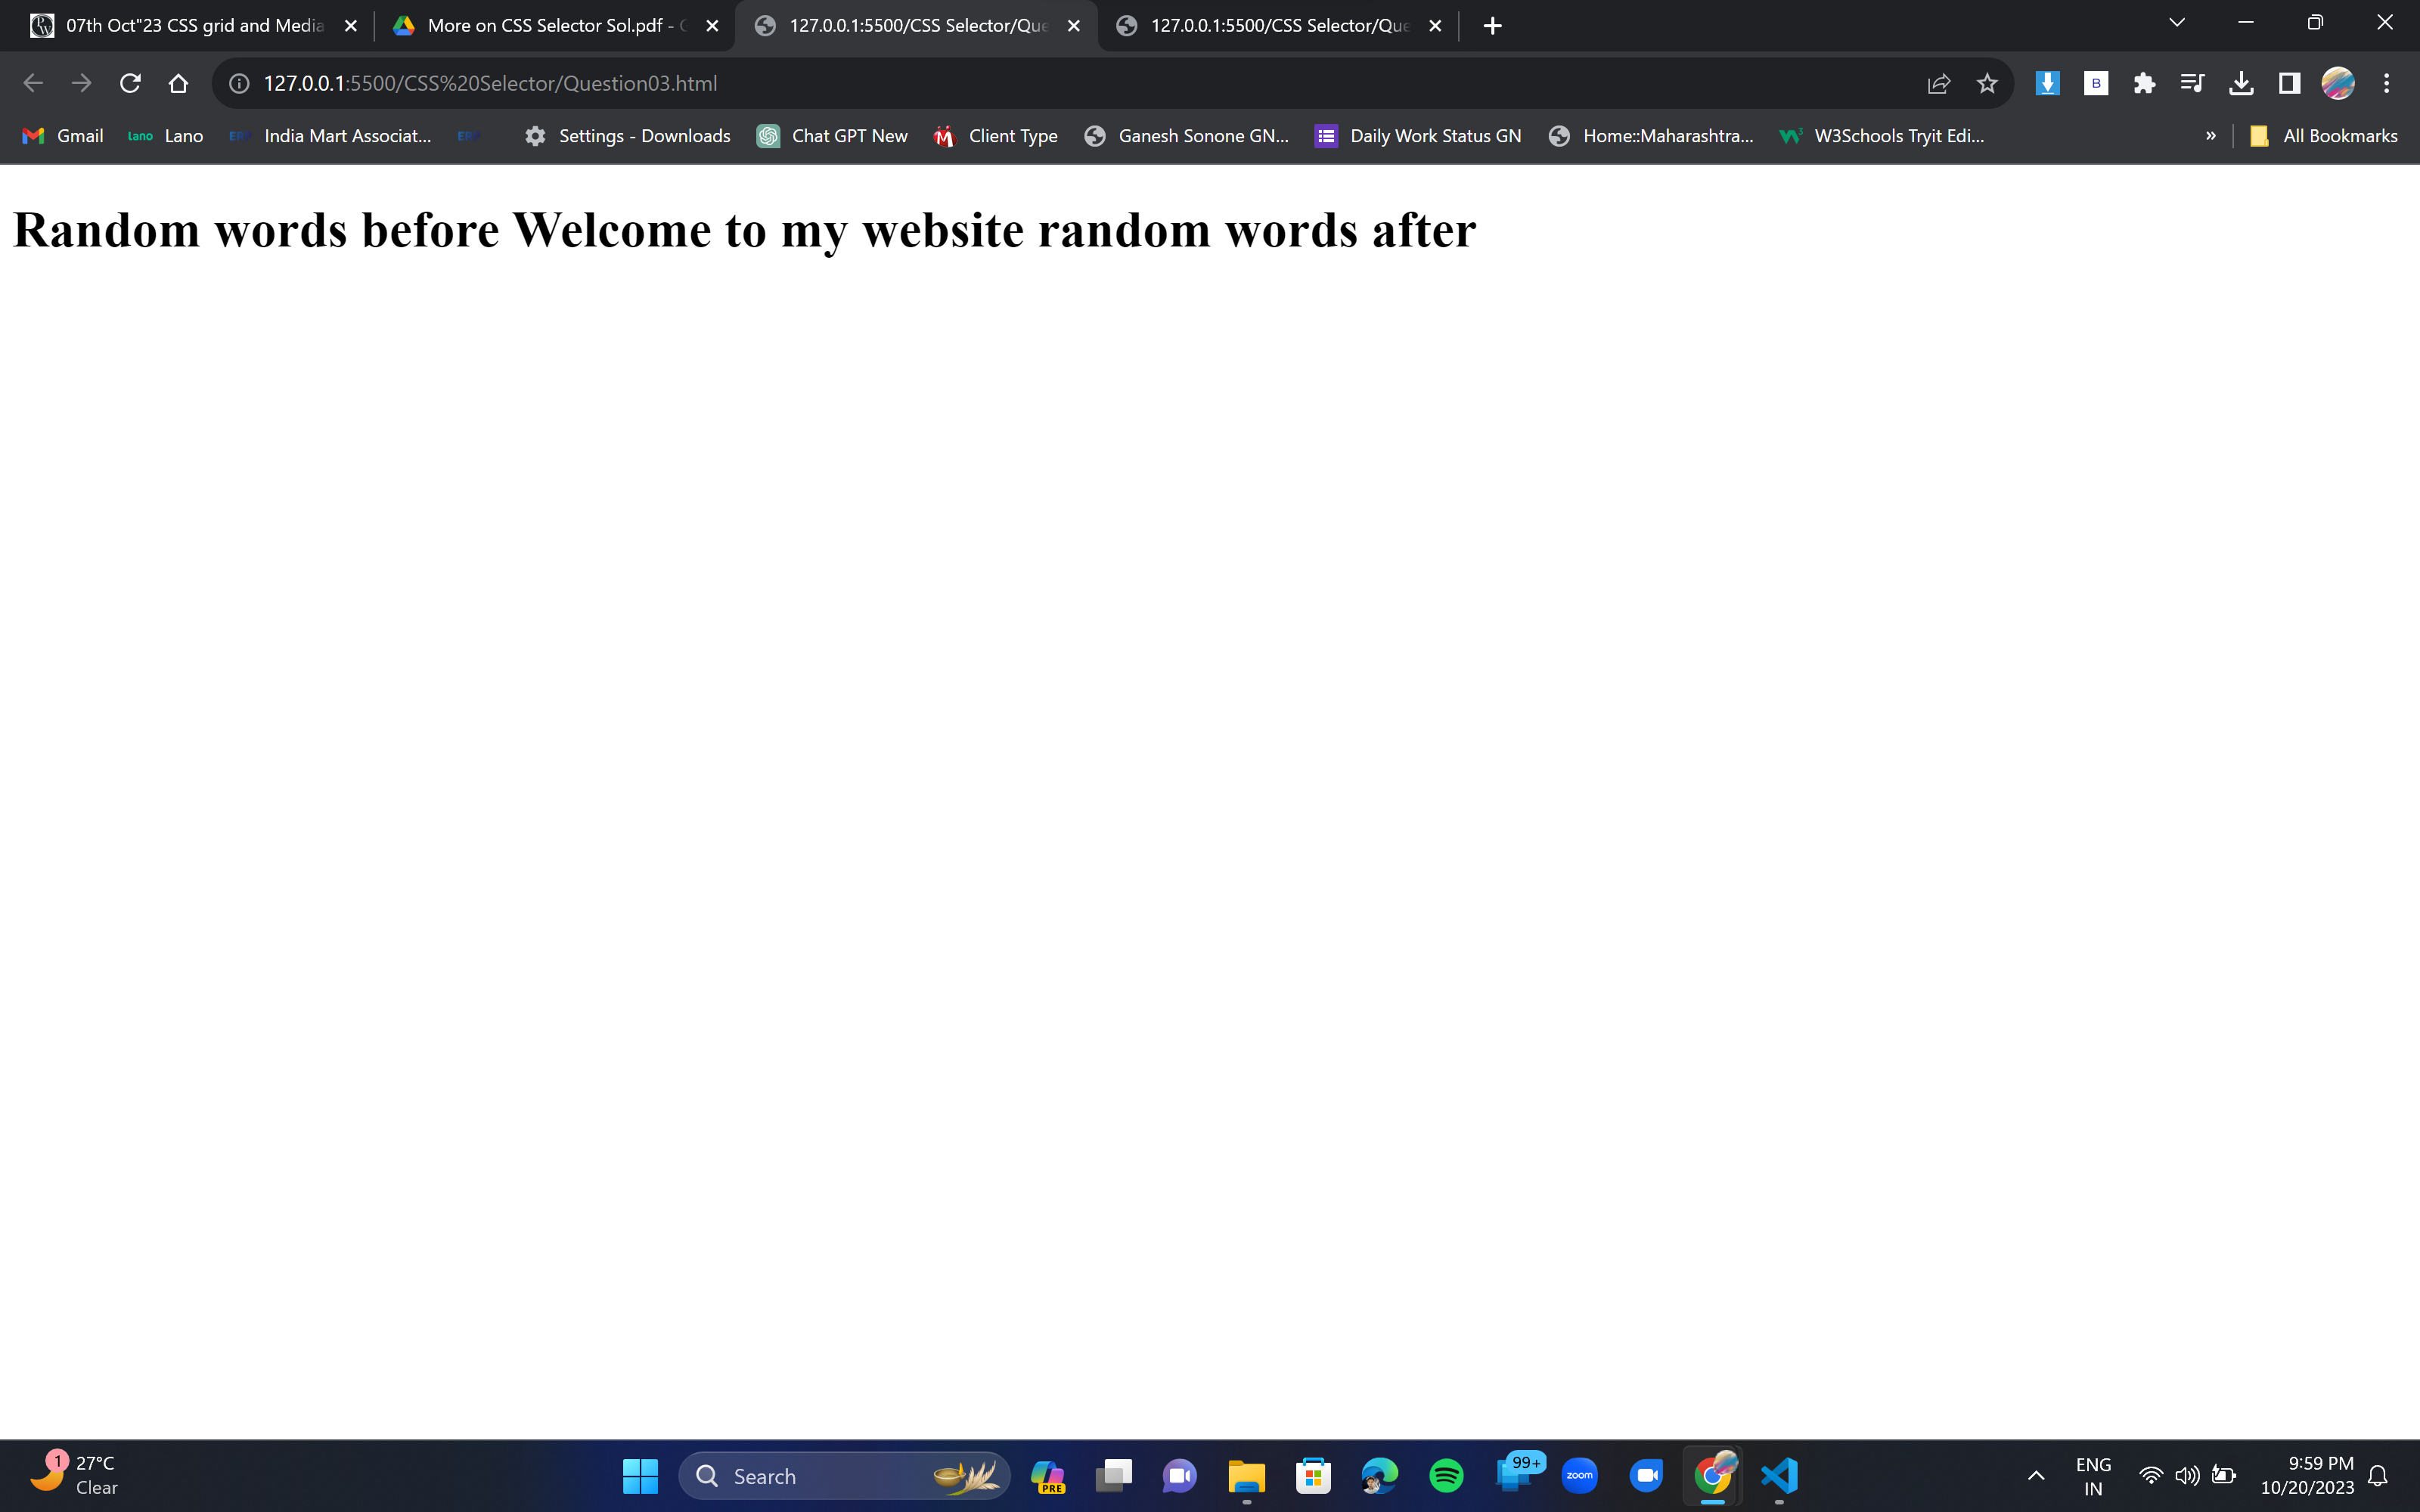 07th Oct"23 CSS grid and Media
More on CSS Selector Sol.pdf -
127.0.0.1:5500/CSS Selector/Que
127.0.0.1:5500/CSS Selector/Que
127.0.0.1:5500/CSS%20Selector/Question03.html
B
Gmail
lano Lano
India Mart Associat...
Settings - Downloads
Chat GPT New
Client Type
Ganesh Sonone GN...
Daily Work Status GN
Home::Maharashtra...
W3Schools Tryit Edi...
»
All Bookmarks
Random words before Welcome to my website random words after
1
27°C
Clear
Search
PRE
99+
zoom
ENG
IN
9:59 PM
10/20/2023